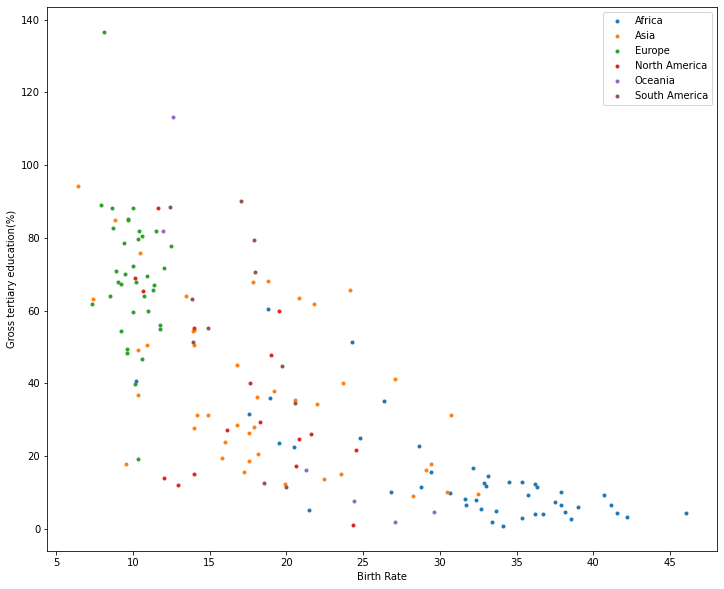 140
120
100
80
60
40
20
0
Gross tertiary education(%)
5 10 15 20 25 30 35 40 45
Birth Rate
Africa
Asia
Europe
North America
Oceania
South America